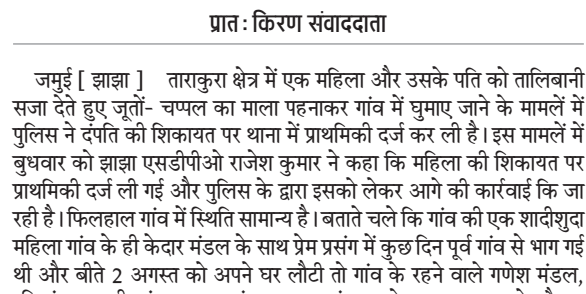 प्रात : किरण संवाददाता
जमुई [ झाझा ] ताराकुरा क्षेत्र में एक महिला और उसके पति को तालिबानी
सजा देते हुए जूतों- चप्पल का माला पहनाकर गांव में घुमाए जाने के मामले में
पुलिस ने दंपति की शिकायत पर थाना में प्राथमिकी दर्ज कर ली है। इस मामले में
बुधवार को झाझा एसडीपीओ राजेश कुमार ने कहा कि महिला की शिकायत पर
प्राथमिकी दर्ज ली गई और पुलिस के द्वारा इसको लेकर आगे की कार्रवाई कि जा
रही है। फिलहाल गांव में स्थिति सामान्य है। बताते चले कि गांव की एक शादीशुदा
महिला गांव के ही केदार मंडल के साथ प्रेम प्रसंग में कुछ दिन पूर्व गांव से भाग गई
थी और बीते 2 अगस्त को अपने घर लौटी तो गांव के रहने वाले गणेश मंडल,